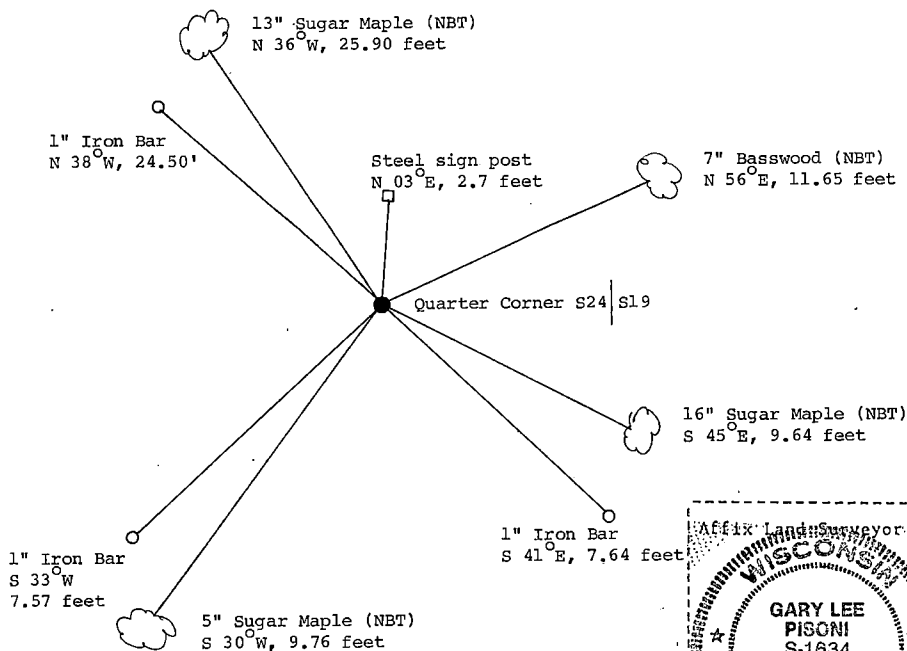 13" Sugar Maple (NBT)
N 36°W, 25.90 feet
1" Iron Bar
N 38°W, 24.50'
Steel sign post
N 03°E, 2.7 feet
7" Basswood (NBT)
N 56°E, 11.65 feet
Quarter Corner S24|S19
16" Sugar Maple (NBT)
S 45°E, 9.64 feet
1" Iron Bar
S 41°E, 7.64 feet
1" Iron Bar
S 33°W
7.57 feet
5" Sugar Maple (NBT)
S 30°W, 9.76 feet
Affix Land Surveyor
WISCONSIN
GARY LEE
PISONI
S-1634